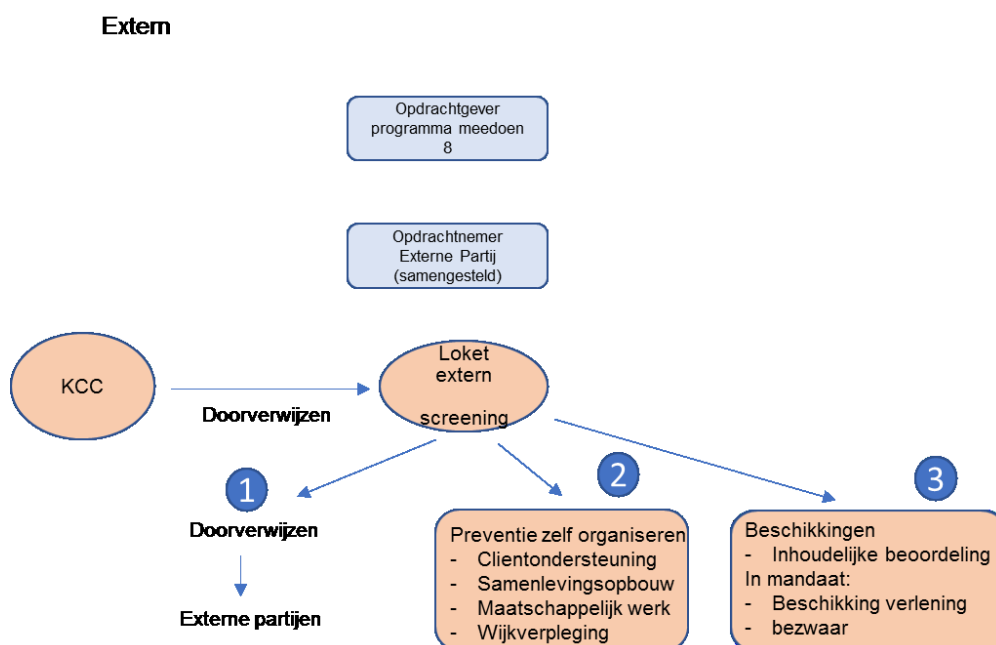 Extern
Opdrachtgever
programma meedoen
8
Opdrachtnemer
Externe Partij
(samengesteld)
KCC
Doorverwijzen
Loket
extern
screening
1
Doorverwijzen
Externe partijen
2
Preventie zelf organiseren
- Clientondersteuning
- Samenlevingsopbouw
- Maatschappelijk werk
- Wijkverpleging
3
Beschikkingen
- Inhoudelijke beoordeling
In mandaat:
- Beschikking verlening
- bezwaar